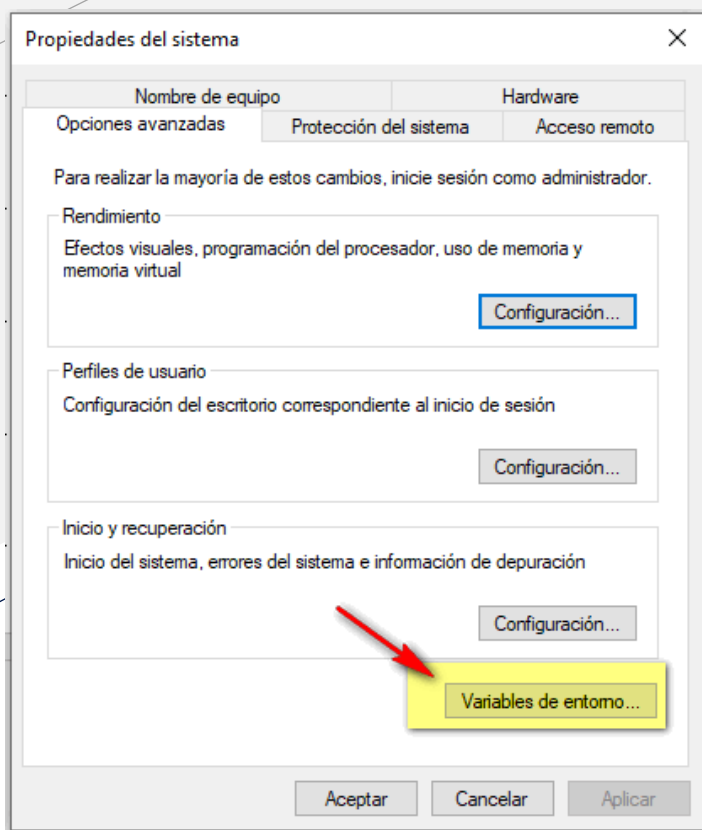 Propiedades del sistema
Nombre de equipo
Hardware
Opciones avanzadas
Protección del sistema
Acceso remoto
Para realizar la mayoría de estos cambios, inicie sesión como administrador.
Rendimiento
Efectos visuales, programación del procesador, uso de memoria y
memoria virtual
Configuración...
Perfiles de usuario
Configuración del escritorio correspondiente al inicio de sesión
Configuración...
Inicio y recuperación
Inicio del sistema, errores del sistema e información de depuración
Configuración...
Variables de entorno...
Aceptar
Cancelar
Aplicar